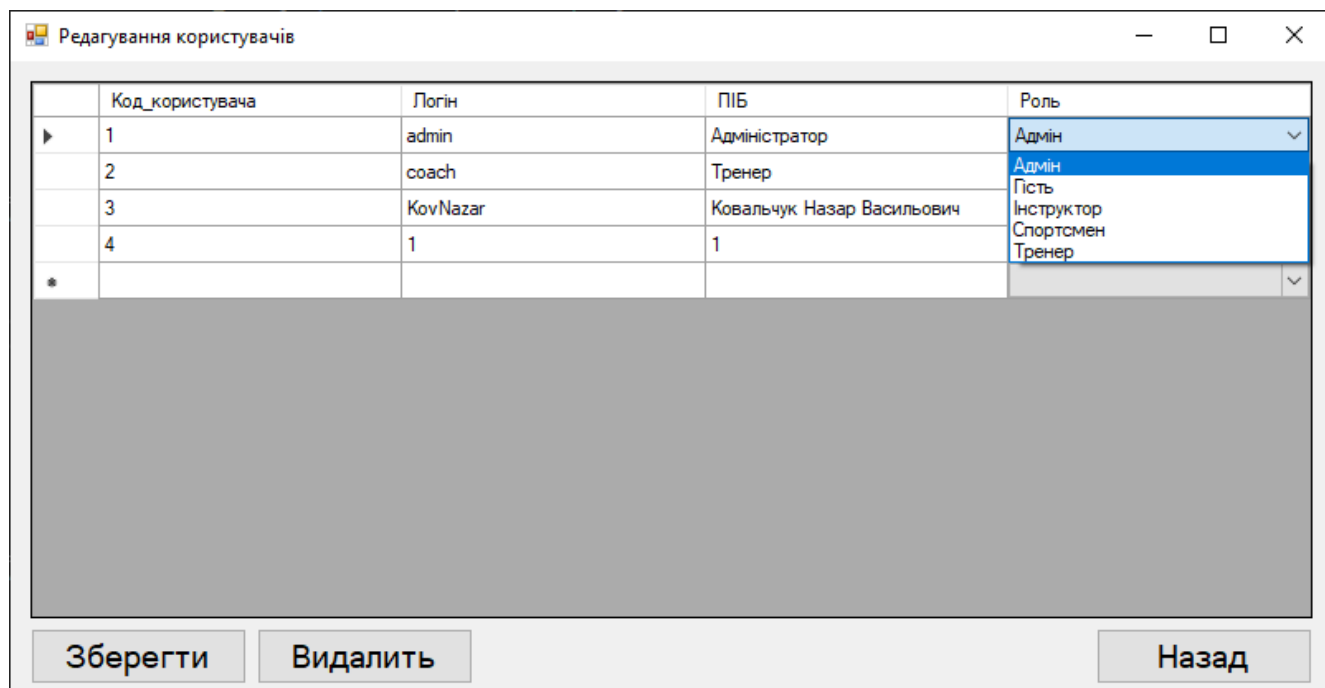 Редагування користувачів
Код_користувача Логін ПІБ Роль
1 admin Адміністратор Адмін
2 coach Тренер
3 KovNazar Ковальчук Назар Васильович
4 1 1
Адмін
Гість
Інструктор
Спортсмен
Тренер
Зберегти Видалить Назад